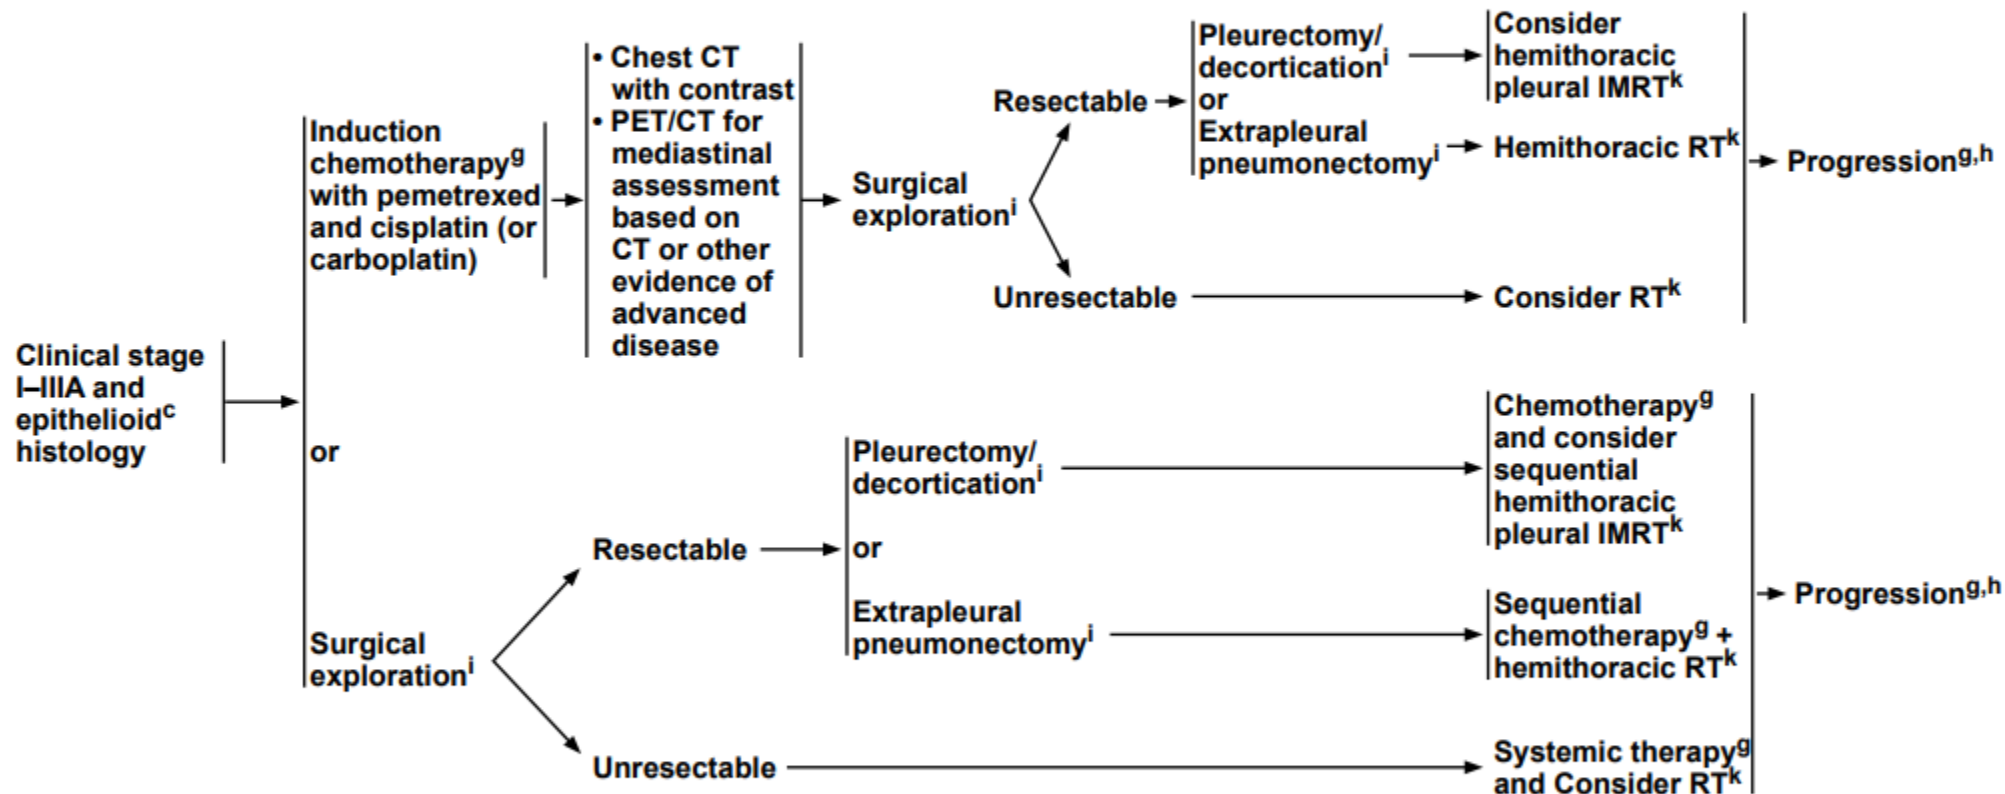 Clinical stage
I–IIIA and
epithelioidc
histology
Induction
chemotherapyg
with pemetrexed
and cisplatin (or
carboplatin)
or
Surgical
explorationi
• Chest CT
with contrast
• PET/CT for
mediastinal
assessment
based on
CT or other
evidence of
advanced
disease
Surgical
explorationi
Resectable
Unresectable
Pleurectomy/
decorticationi
or
Extrapleural
pneumonectomyi
Consider
hemithoracic
pleural IMRTk
Hemithoracic RTk
Consider RTk
Progressiong,h
Resectable
Unresectable
Pleurectomy/
decorticationi
or
Extrapleural
pneumonectomyi
Chemotherapyg
and consider
sequential
hemithoracic
pleural IMRTk
Sequential
chemotherapyg +
hemithoracic RTk
Systemic therapyg
and Consider RTk
Progressiong,h